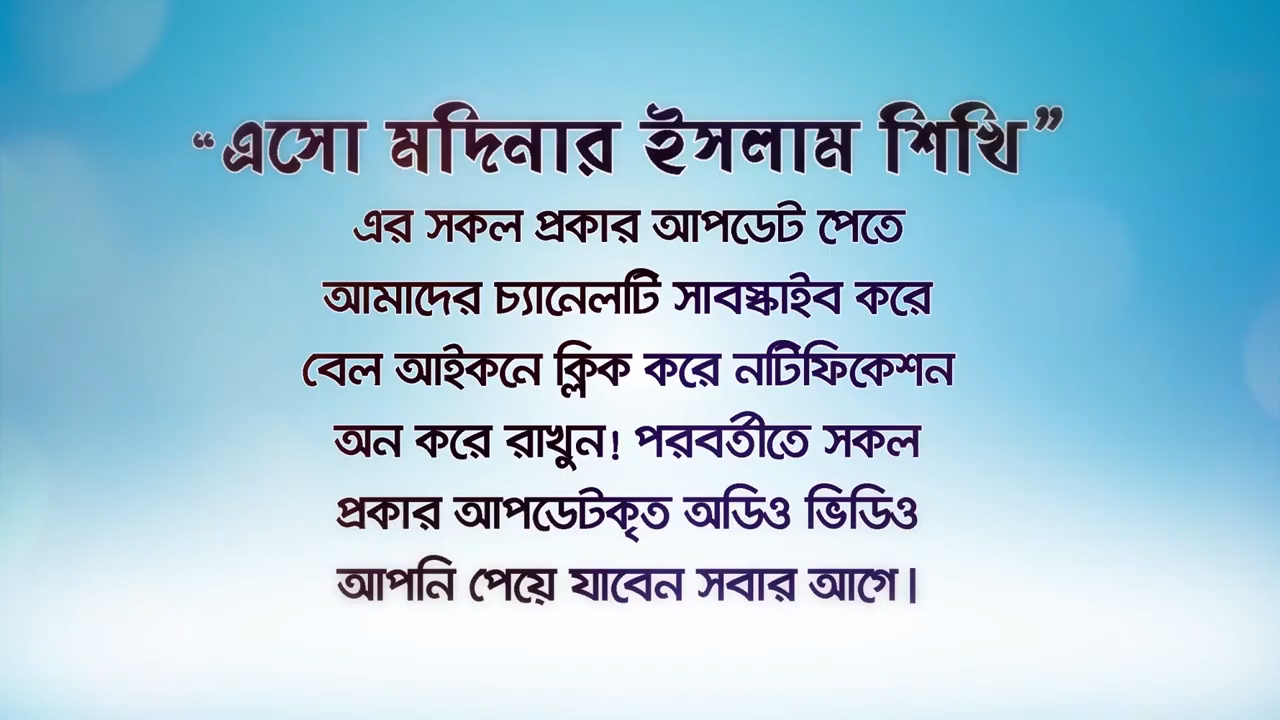 “এসো মদিনার ইসলাম শিখি”
এর সকল প্রকার আপডেট পেতে
আমাদের চ্যানেলটি সাবস্ক্রাইব করে
বেল আইকনে ক্লিক করে নটিফিকেশন
অন করে রাখুন! পরবর্তীতে সকল
প্রকার আপডেটকৃত অডিও ভিডিও
আপনি পেয়ে যাবেন সবার আগে।